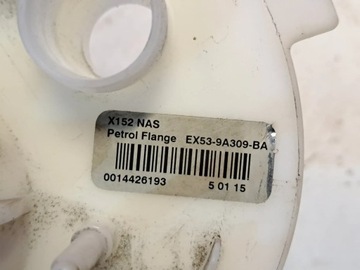 X152 NAS
Petrol Flange EX53-9A309-BA
0014426193 5 01 15